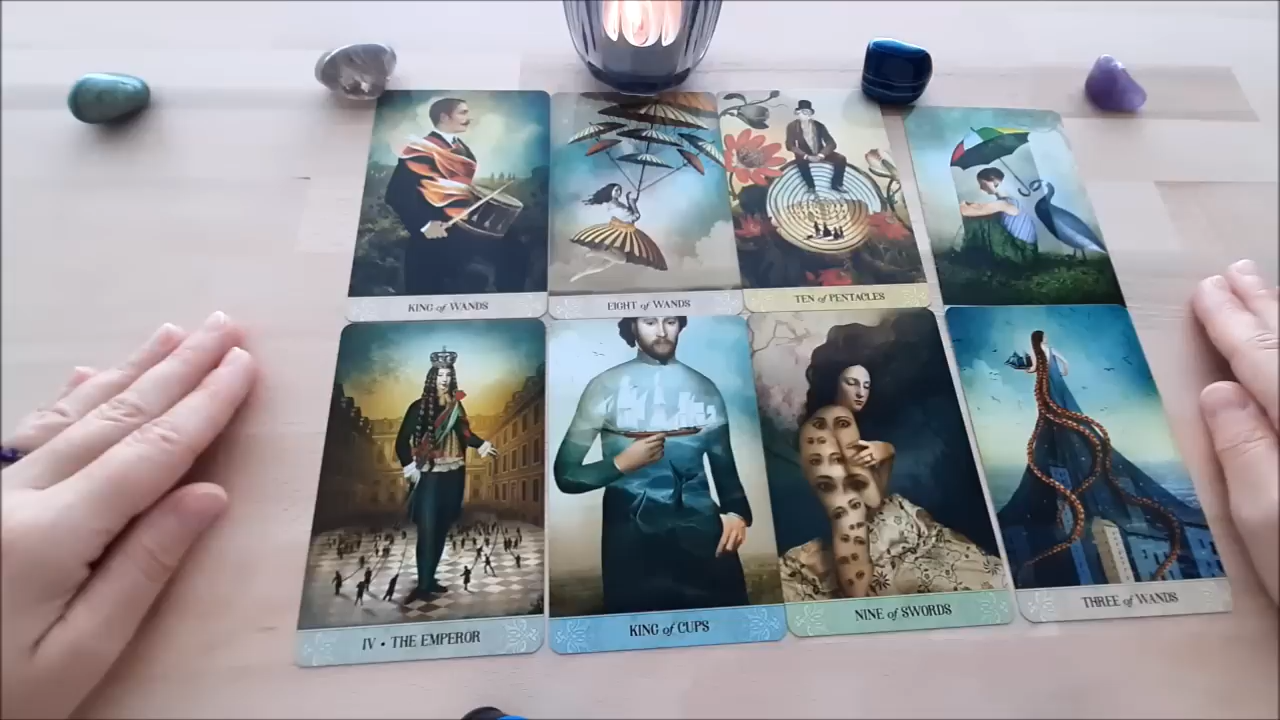 KING of WANDS
EIGHT of WANDS
TEN of PENTACLES
IV • THE EMPEROR
KING of CUPS
NINE of SWORDS
THREE of WANDS